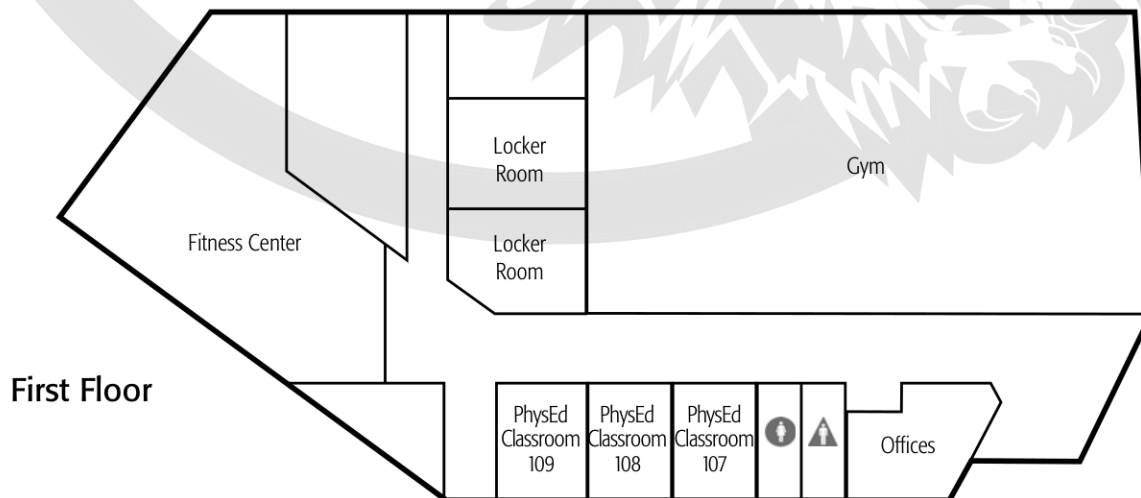 Locker
Room
Gym
Fitness Center
Locker
Room
First Floor
PhysEd
Classroom
109
PhysEd
Classroom
108
PhysEd
Classroom
107
Offices